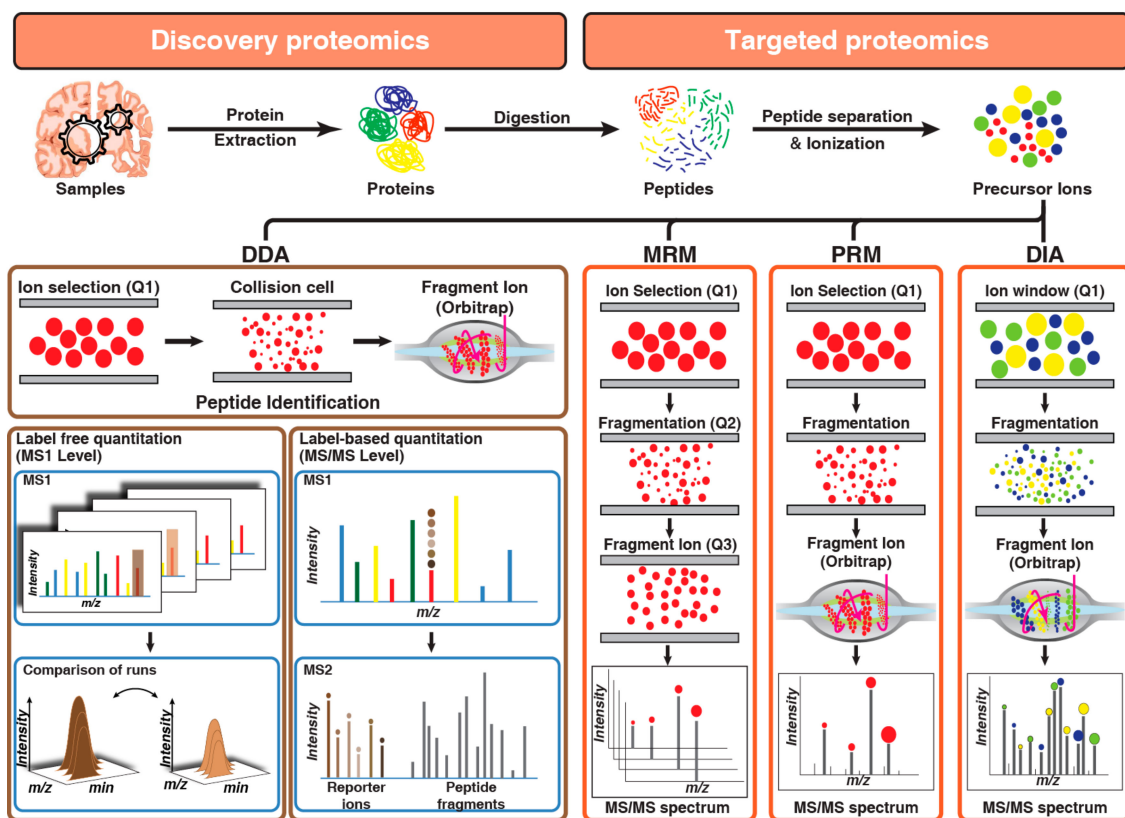 Discovery proteomics
Targeted proteomics
Protein
Extraction
Digestion
Peptide separation
& Ionization
Samples
Proteins
Peptides
Precursor Ions
DDA
MRM
PRM
DIA
Ion selection (Q1)
Collision cell
Fragment Ion
(Orbitrap)
Peptide Identification
Label free quantitation
(MS1 Level)
MS1
Intensity
m/z
Comparison of runs
Intensity
m/z
min
Intensity
m/z
min
Label-based quantitation
(MS/MS Level)
MS1
Intensity
m/z
MS2
Intensity
Reporter
ions
Peptide
fragments
Ion Selection (Q1)
Fragmentation (Q2)
Fragment Ion (Q3)
Intensity
m/z
MS/MS spectrum
Ion Selection (Q1)
Fragmentation
Fragment Ion
(Orbitrap)
Intensity
m/z
MS/MS spectrum
Ion window (Q1)
Fragmentation
Fragment Ion
(Orbitrap)
Intensity
m/z
MS/MS spectrum